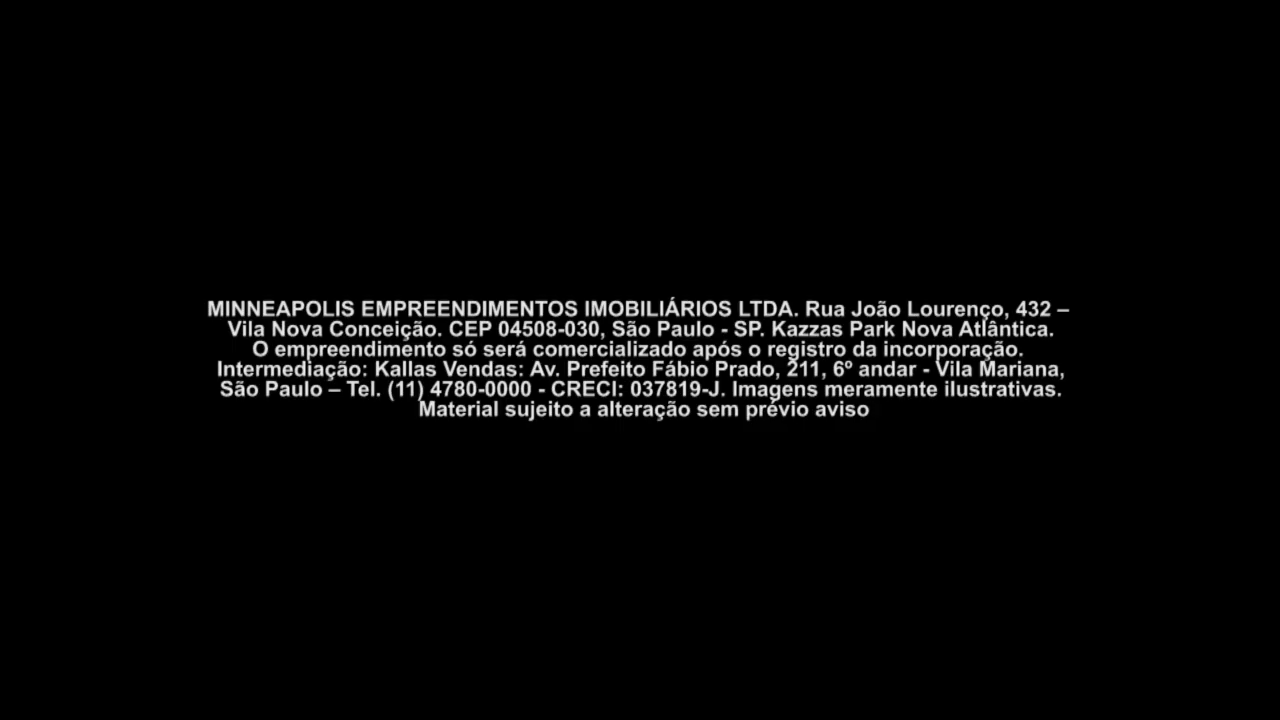 MINNEAPOLIS EMPREENDIMENTOS IMOBILIÁRIOS LTDA. Rua João Lourenço, 432 –
Vila Nova Conceição. CEP 04508-030, São Paulo - SP. Kazzas Park Nova Atlântica.
O empreendimento só será comercializado após o registro da incorporação.
Intermediação: Kallas Vendas: Av. Prefeito Fábio Prado, 211, 6º andar - Vila Mariana,
São Paulo – Tel. (11) 4780-0000 - CRECI: 037819-J. Imagens meramente ilustrativas.
Material sujeito a alteração sem prévio aviso